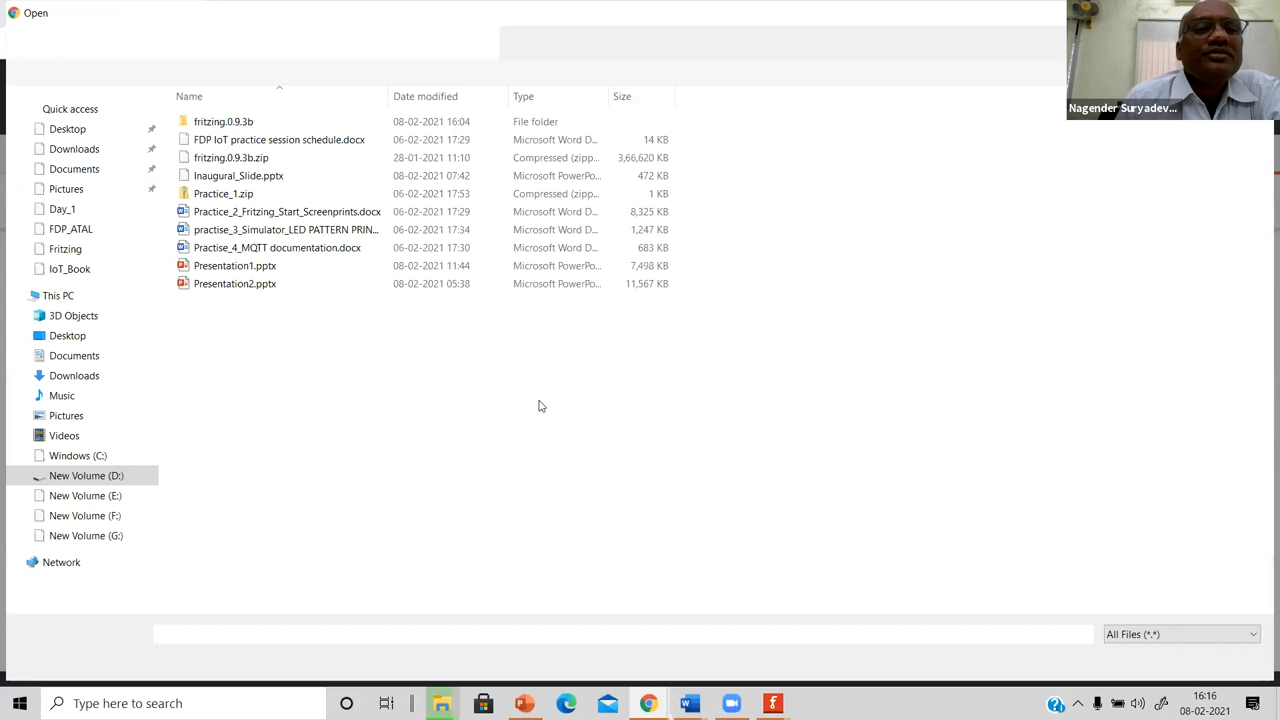 Open
Nagender Suryadev...
Name
Date modified
Type
Size
Quick access
Desktop
Downloads
Documents
Pictures
Day_1
FDP_ATAL
Fritzing
IoT_Book
This PC
3D Objects
Desktop
Documents
Downloads
Music
Pictures
Videos
Windows (C:)
New Volume (D:)
New Volume (E:)
New Volume (F:)
New Volume (G:)
Network
fritzing.0.9.3b 08-02-2021 16:04 File folder
FDP IoT practice session schedule.docx 06-02-2021 17:29 Microsoft Word D... 14 KB
fritzing.0.9.3b.zip 28-01-2021 11:10 Compressed (zipp... 3,66,620 KB
Inaugural_Slide.pptx 08-02-2021 07:42 Microsoft PowerPo... 472 KB
Practice_1.zip 06-02-2021 17:53 Compressed (zipp... 1 KB
Practice_2_Fritzing_Start_Screenprints.docx 06-02-2021 17:29 Microsoft Word D... 8,325 KB
practise_3_Simulator_LED PATTERN PRIN... 06-02-2021 17:34 Microsoft Word D... 1,247 KB
Practise_4_MQTT documentation.docx 06-02-2021 17:30 Microsoft Word D... 683 KB
Presentation1.pptx 08-02-2021 11:44 Microsoft PowerPo... 7,498 KB
Presentation2.pptx 08-02-2021 05:38 Microsoft PowerPo... 11,567 KB
All Files (*.*)
Type here to search
16:16
08-02-2021